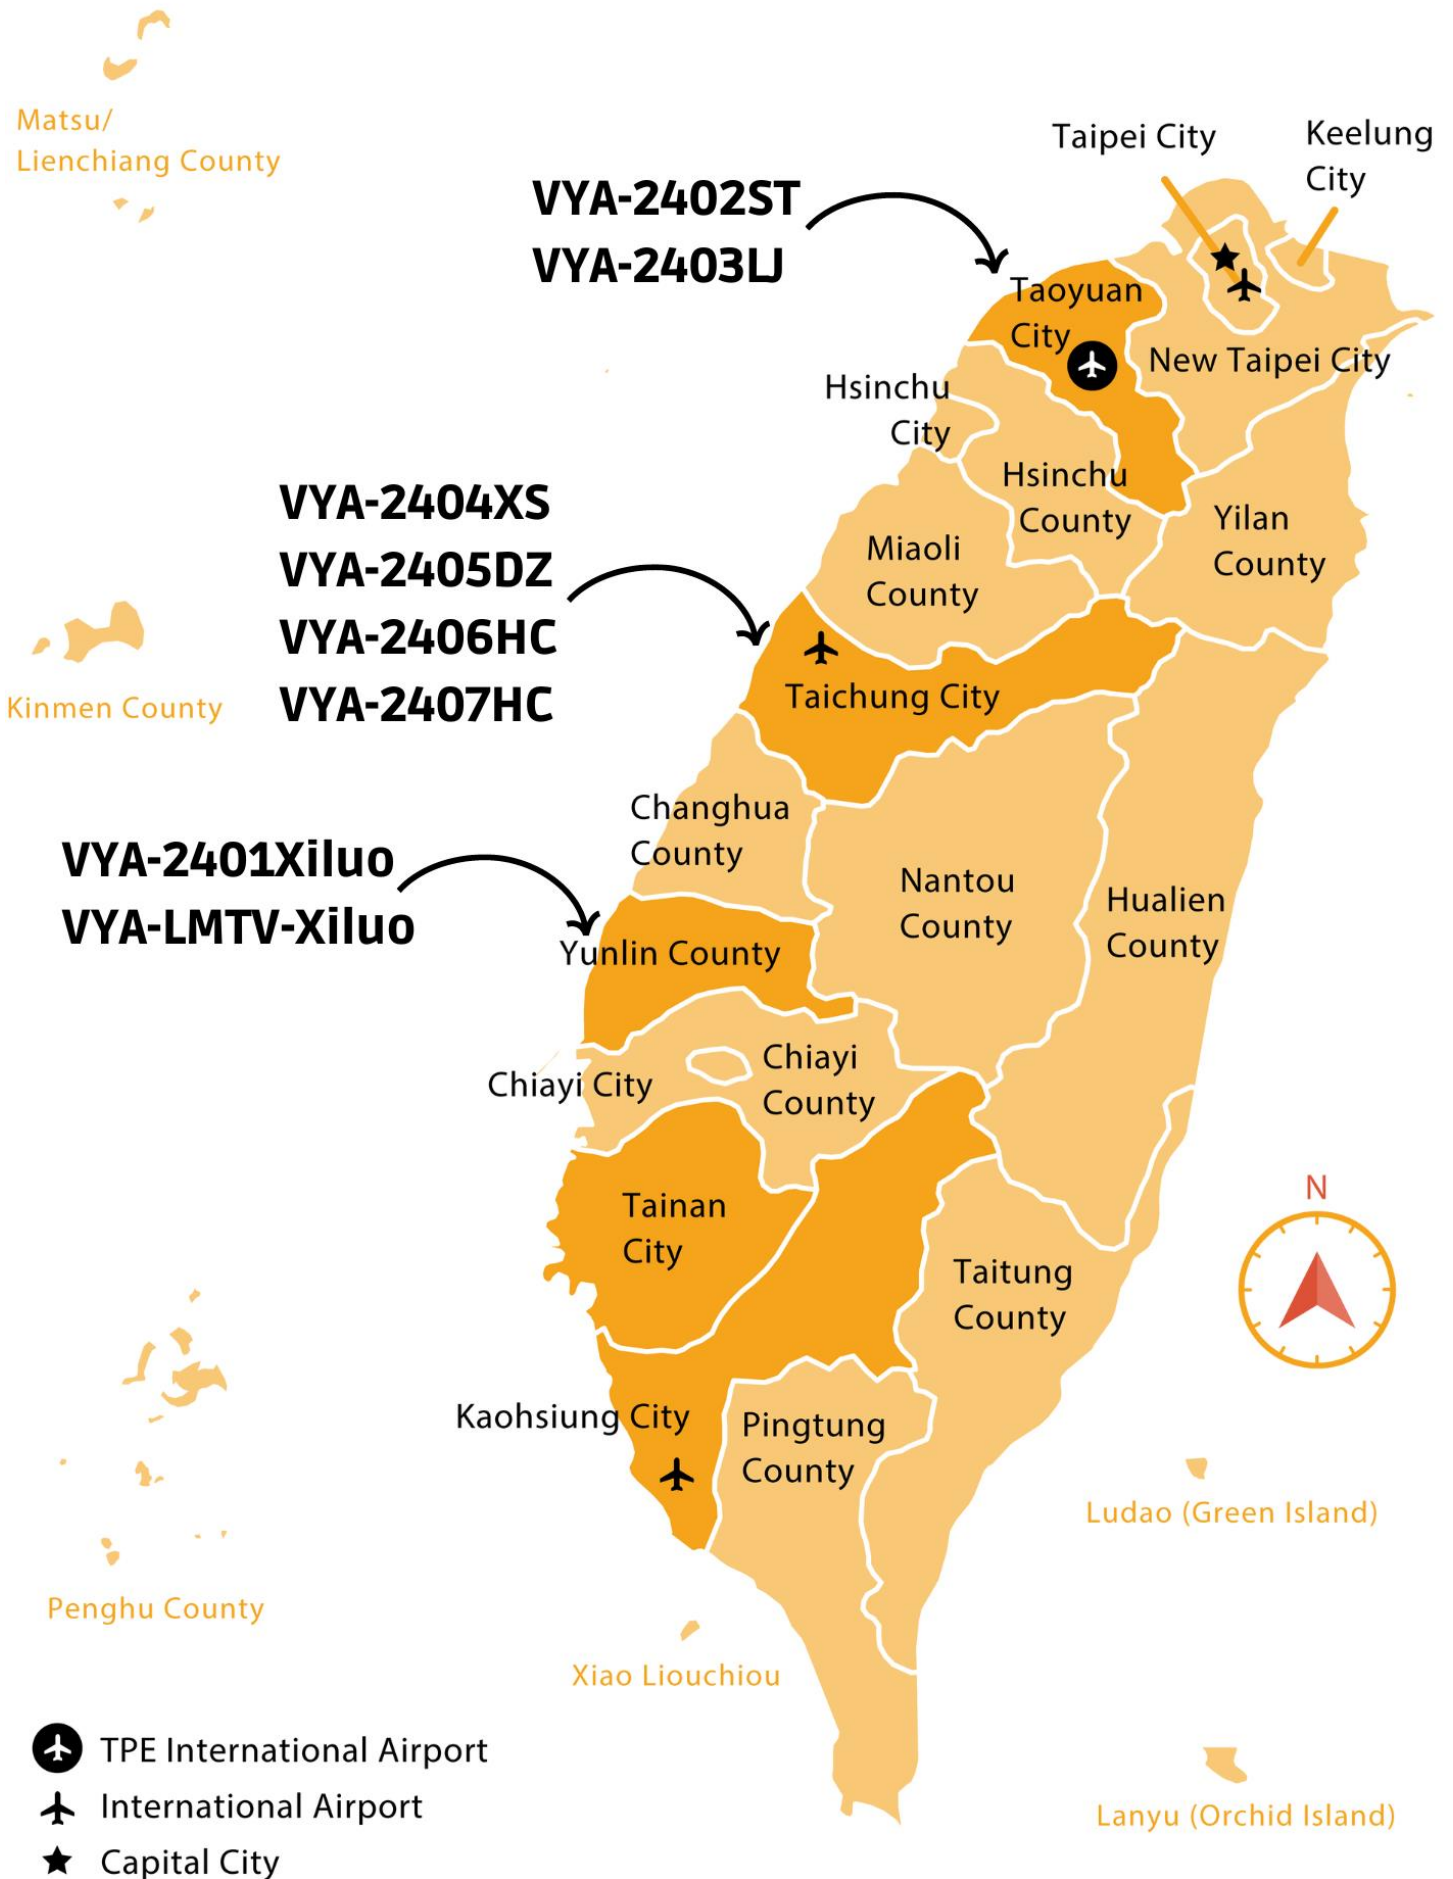 Matsu/
Lienchiang County
Taipei City
Keelung
City
VYA-2402ST
VYA-2403LJ
Taoyuan
City
New Taipei City
Hsinchu
City
Hsinchu
County
VYA-2404XS
VYA-2405DZ
VYA-2406HC
VYA-2407HC
Miaoli
County
Yilan
County
Kinmen County
Taichung City
Changhua
County
VYA-2401Xiluo
VYA-LMTV-Xiluo
Nantou
County
Hualien
County
Yunlin County
Chiayi City
Chiayi
County
Tainan
City
N
Taitung
County
Kaohsiung City
Pingtung
County
Ludao (Green Island)
Penghu County
Xiao Liouchiou
TPE International Airport
International Airport
Capital City
Lanyu (Orchid Island)